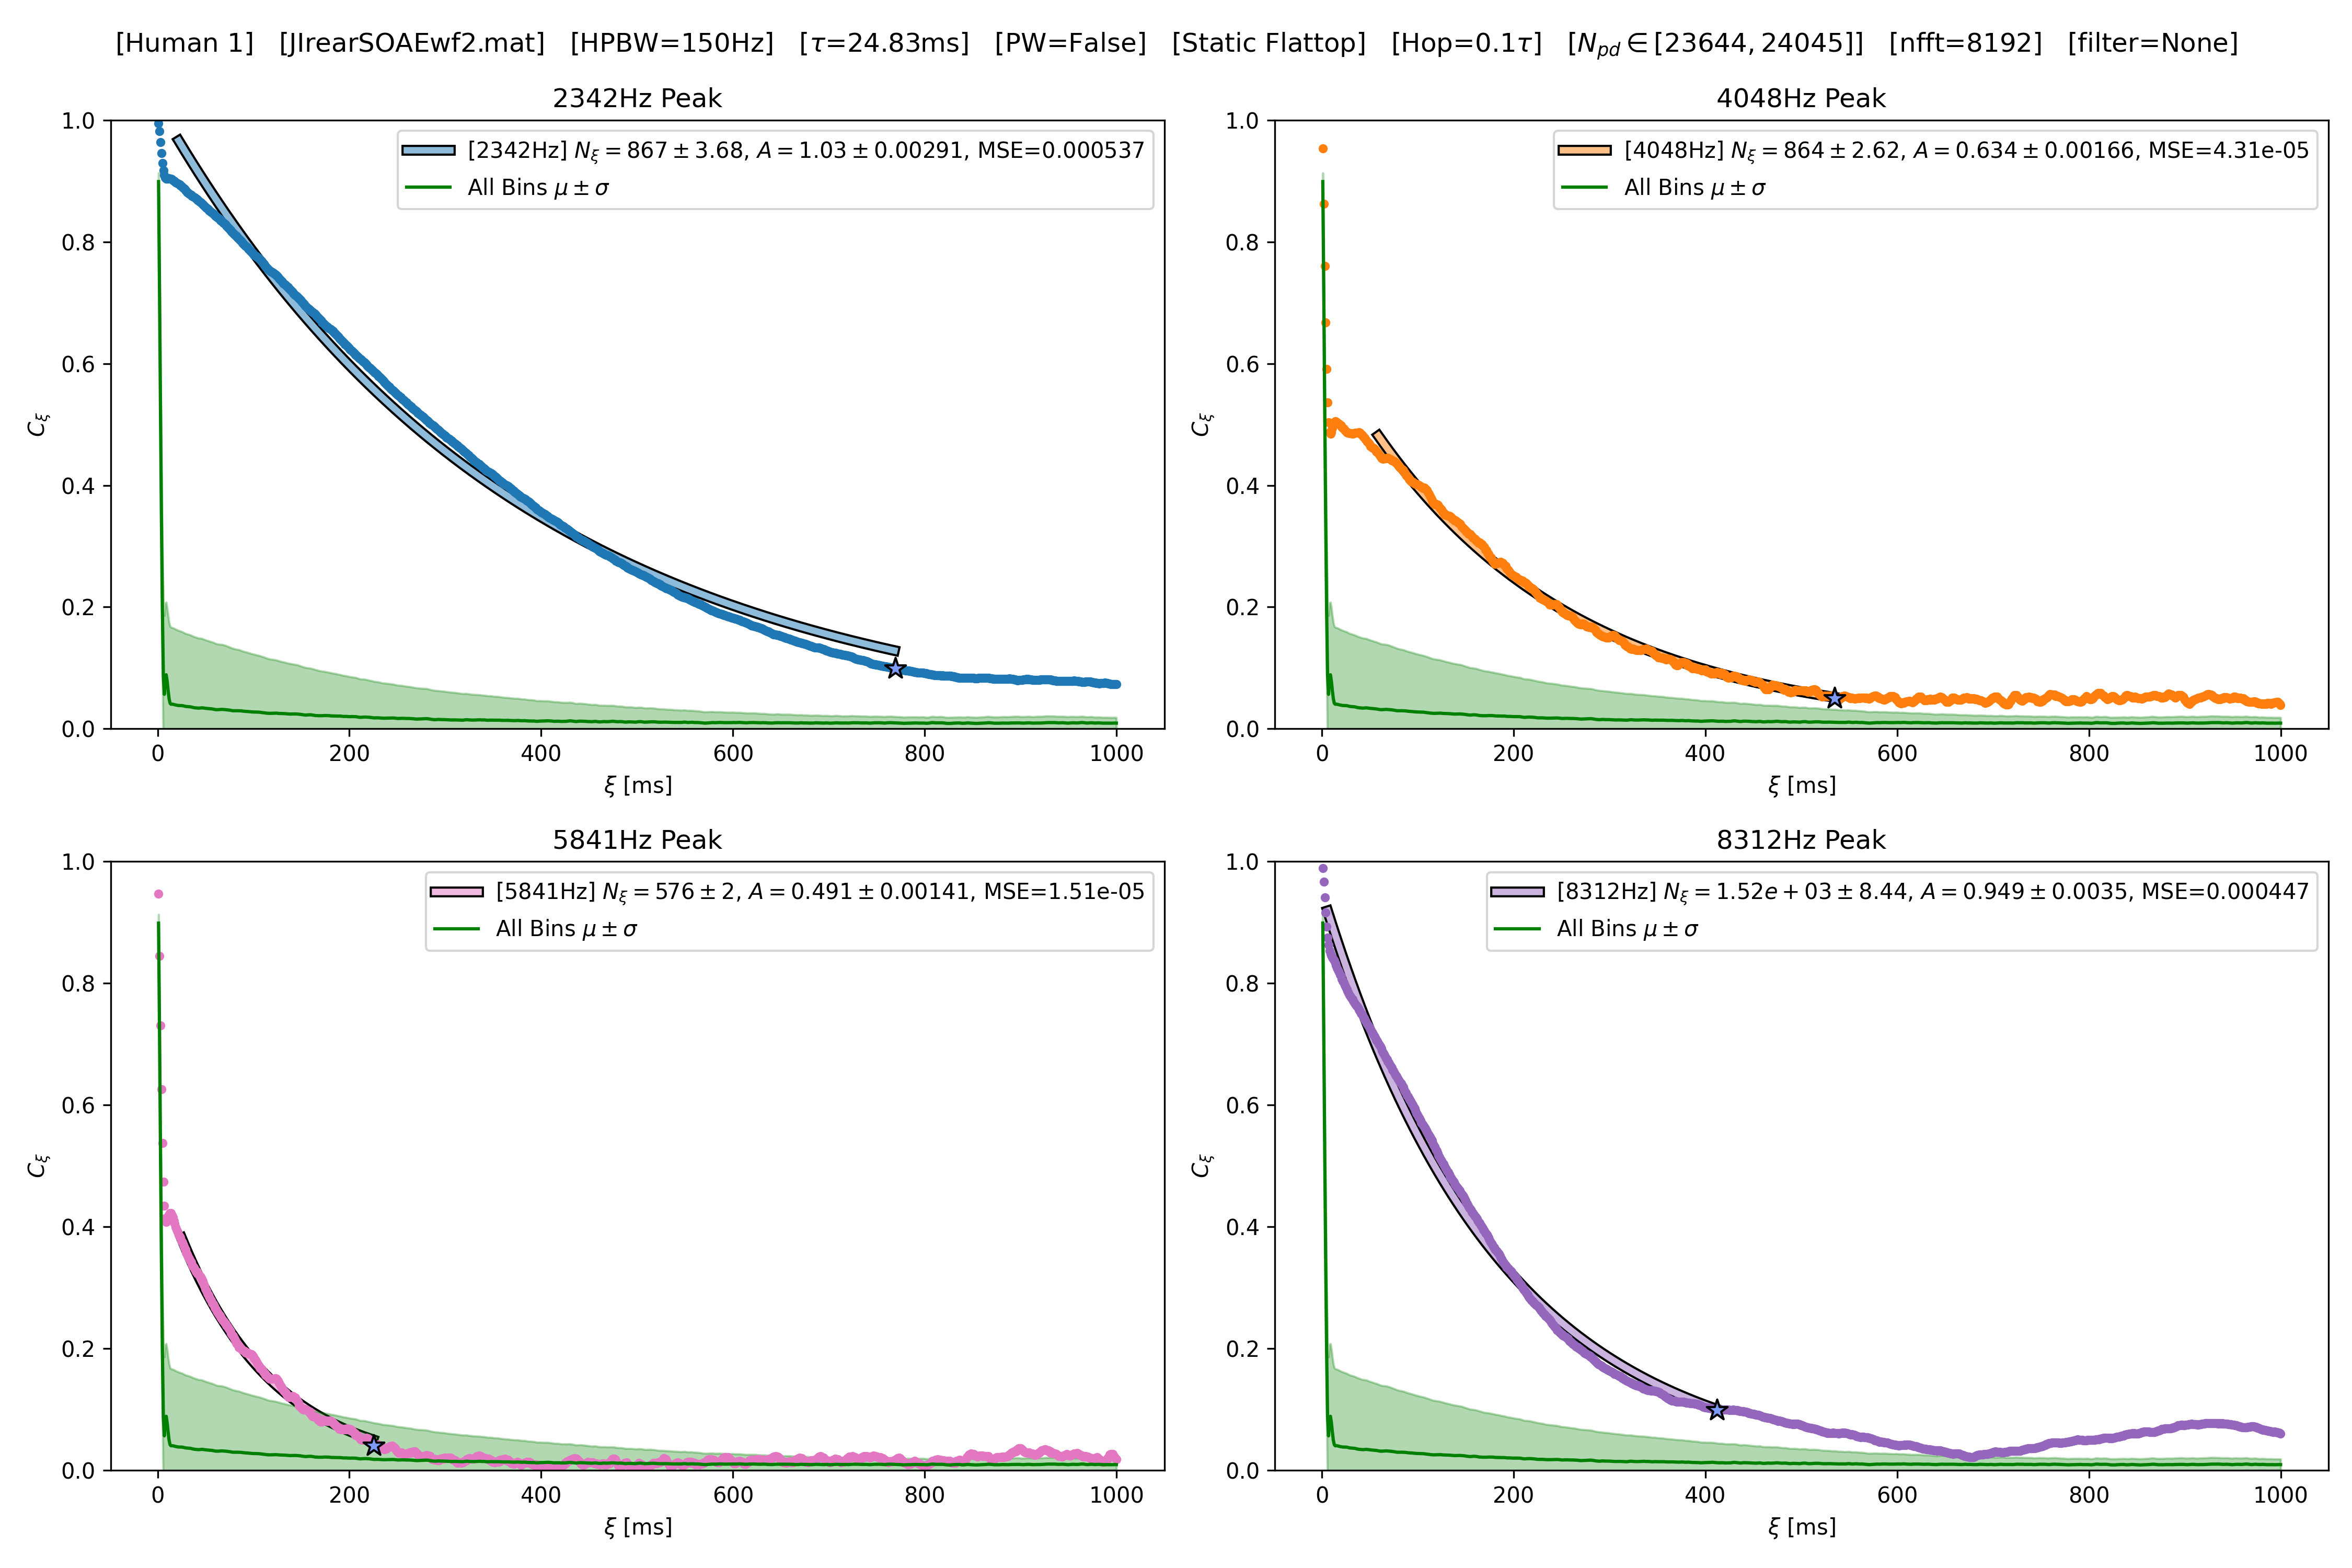 [Human 1] [JIrearSOAEwf2.mat] [HPBW=150Hz] [τ=24.83ms] [PW=False] [Static Flattop] [Hop=0.1τ] [N_pd ∈ [23644, 24045]] [nfft=8192] [filter=None]
2342Hz Peak
[2342Hz] N_ξ = 867 ± 3.68, A = 1.03 ± 0.00291, MSE=0.000537
All Bins μ ± σ
1.0
0.8
0.6
0.4
0.2
0.0
C_ξ
0 200 400 600 800 1000
ξ [ms]
4048Hz Peak
[4048Hz] N_ξ = 864 ± 2.62, A = 0.634 ± 0.00166, MSE=4.31e-05
All Bins μ ± σ
1.0
0.8
0.6
0.4
0.2
0.0
C_ξ
0 200 400 600 800 1000
ξ [ms]
5841Hz Peak
[5841Hz] N_ξ = 576 ± 2, A = 0.491 ± 0.00141, MSE=1.51e-05
All Bins μ ± σ
1.0
0.8
0.6
0.4
0.2
0.0
C_ξ
0 200 400 600 800 1000
ξ [ms]
8312Hz Peak
[8312Hz] N_ξ = 1.52e + 03 ± 8.44, A = 0.949 ± 0.0035, MSE=0.000447
All Bins μ ± σ
1.0
0.8
0.6
0.4
0.2
0.0
C_ξ
0 200 400 600 800 1000
ξ [ms]